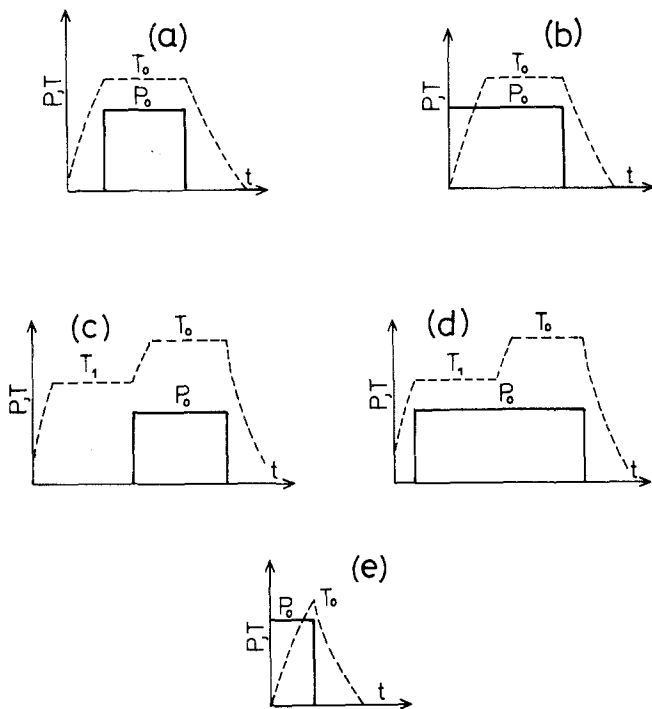 (a)
T₀
P₀
P,T
t
(b)
T₀
P₀
P,T
t
(c)
T₀
T₁
P₀
P,T
t
(d)
T₀
T₁
P₀
P,T
t
(e)
P₀ T₀
P,T
t